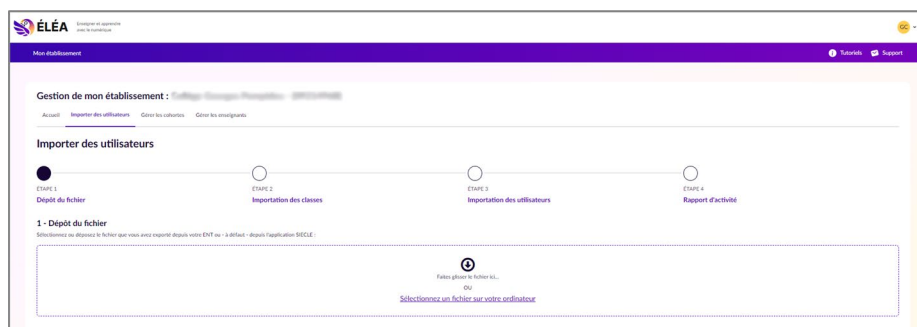 ÉLÉA
Enseigner et apprendre
avec le numérique
GC
Mon établissement
Tutoriels Support
Gestion de mon établissement :
Accueil Importer des utilisateurs Gérer les cohortes Gérer les enseignants
Importer des utilisateurs
ÉTAPE 1 ÉTAPE 2 ÉTAPE 3 ÉTAPE 4
Dépôt du fichier Importation des classes Importation des utilisateurs Rapport d'activité
1 - Dépôt du fichier
Sélectionnez ou déposez le fichier que vous avez exporté depuis votre ENT ou - à défaut - depuis l'application SIECLE :
Faites glisser le fichier ici...
OU
Sélectionnez un fichier sur votre ordinateur